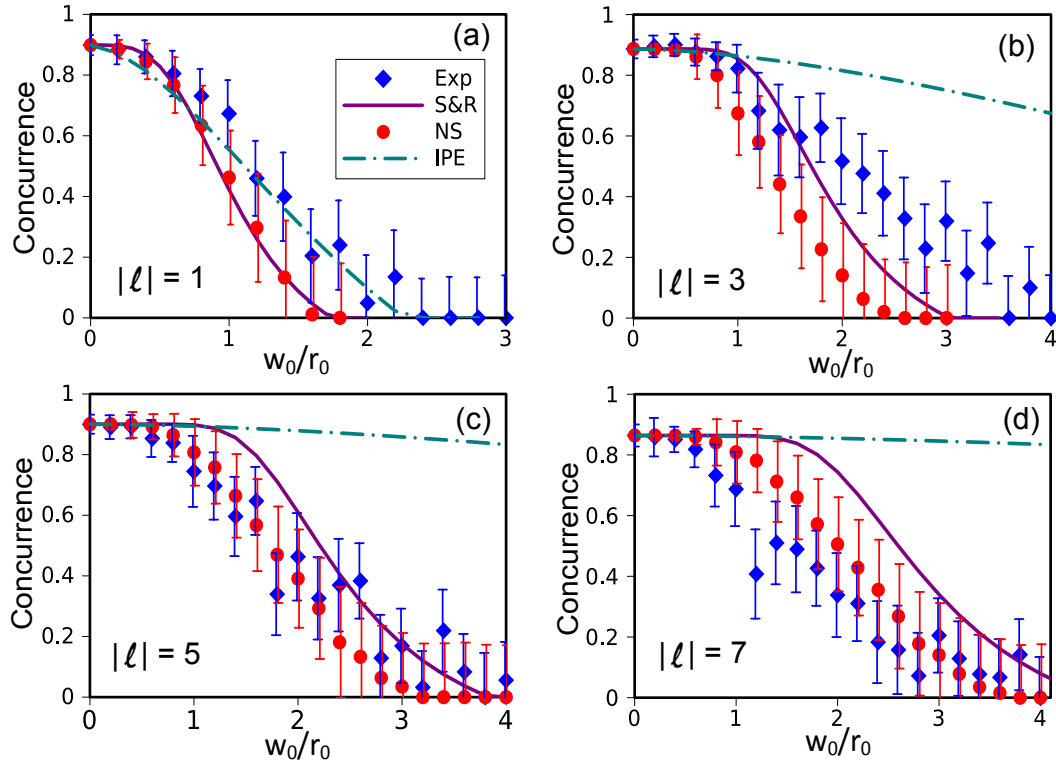 (a)
1
0.8
0.6
0.4
0.2
0
Concurrence
Exp
S&R
NS
IPE
|ℓ| = 1
0 1 2 3
w₀/r₀
(b)
1
0.8
0.6
0.4
0.2
0
Concurrence
|ℓ| = 3
0 1 2 3 4
w₀/r₀
(c)
1
0.8
0.6
0.4
0.2
0
Concurrence
|ℓ| = 5
0 1 2 3 4
w₀/r₀
(d)
1
0.8
0.6
0.4
0.2
0
Concurrence
|ℓ| = 7
0 1 2 3 4
w₀/r₀